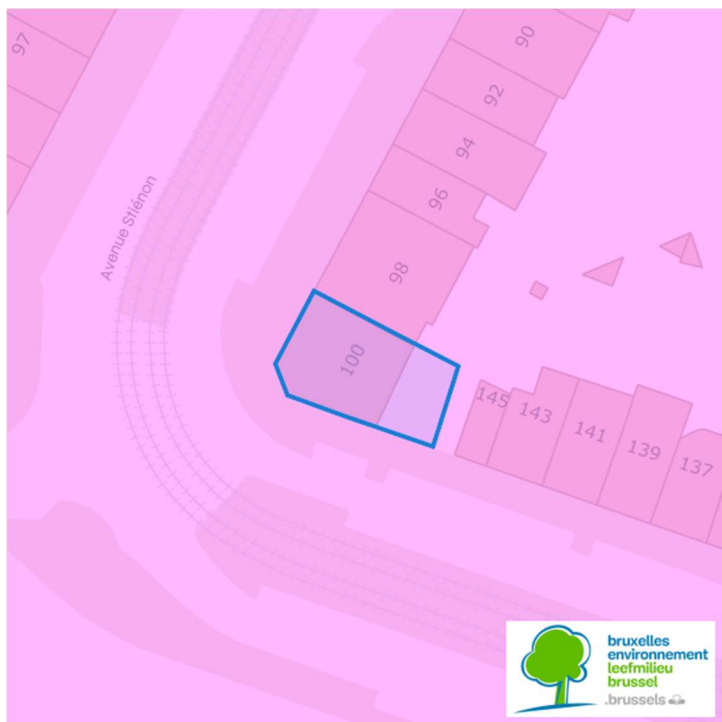 97
90
92
94
96
98
100
Avenue Stiénon
145
143
141
139
137
bruxelles
environnement
leefmilieu
brussel
.brussels